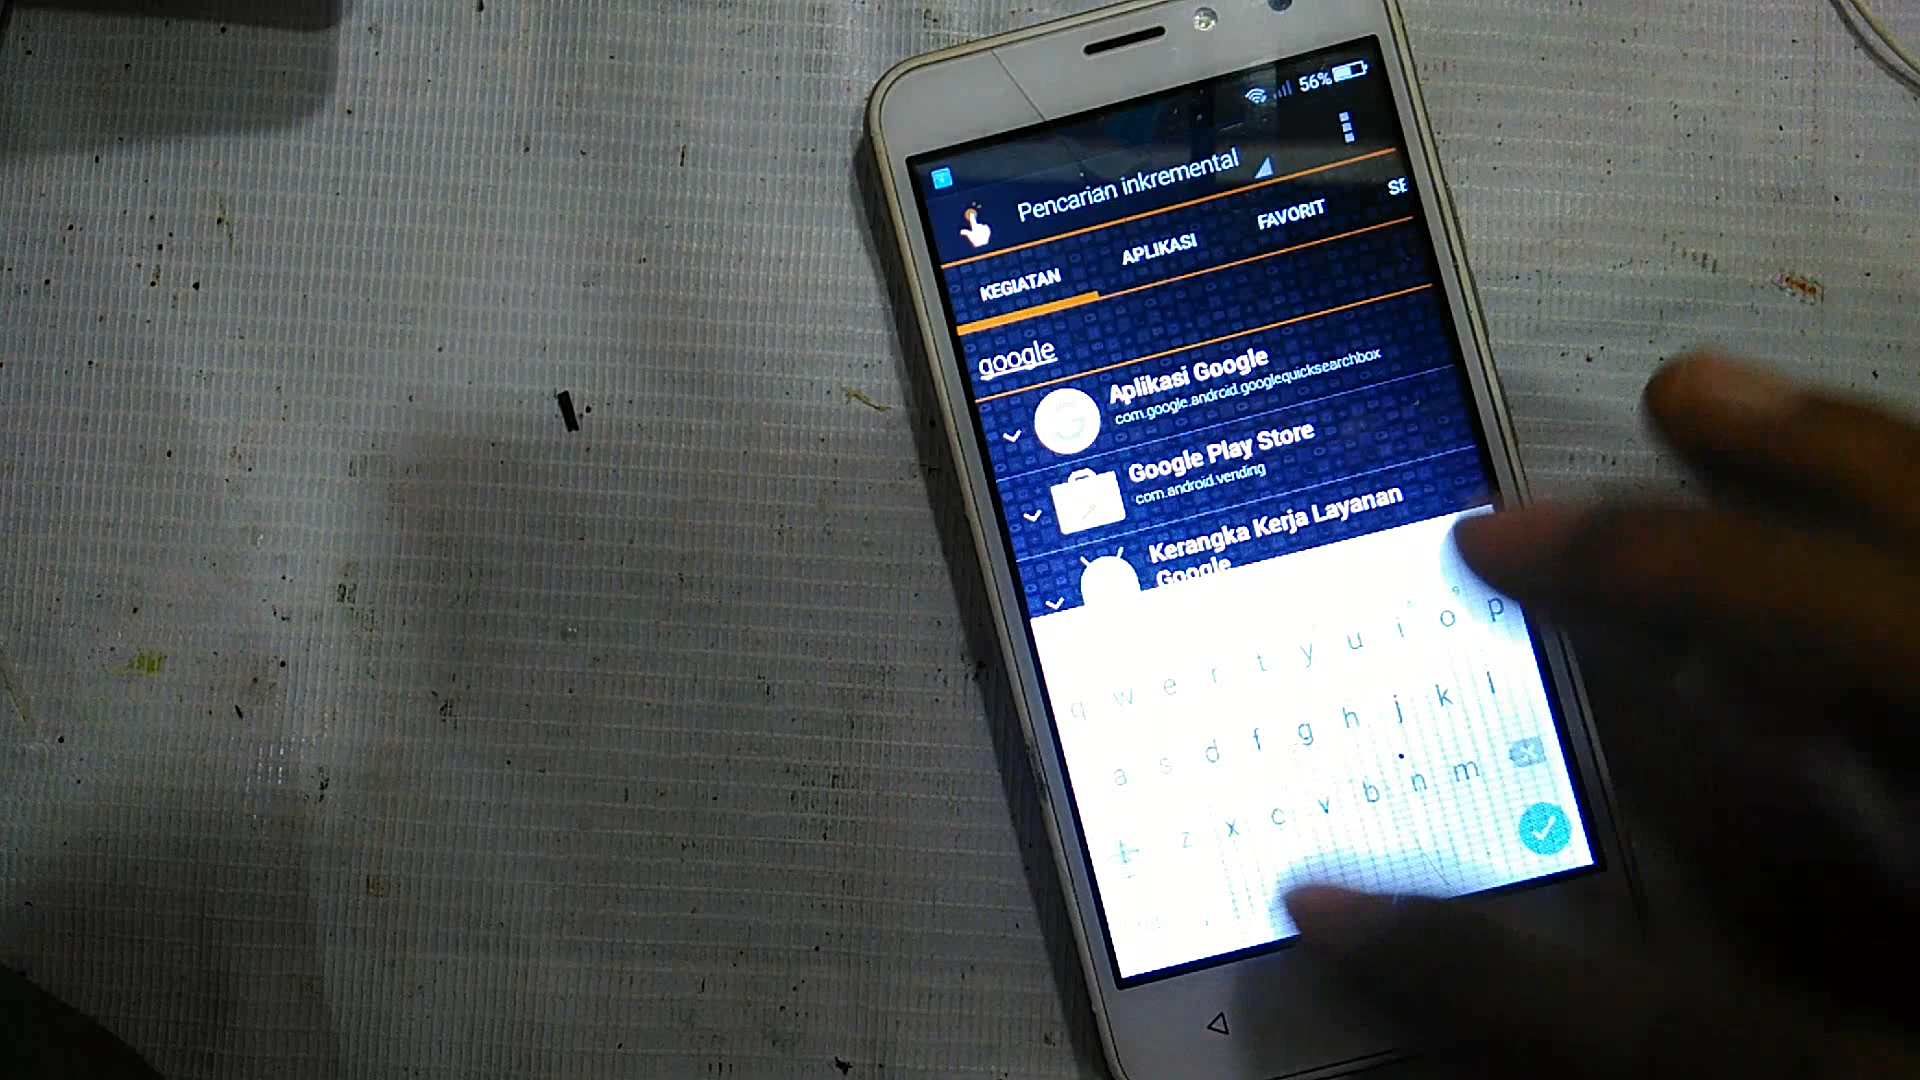 56%
Pencarian inkremental
KEGIATAN APLIKASI FAVORIT SE
google
Aplikasi Google
com.google.android.googlequicksearchbox
Google Play Store
com.android.vending
Kerangka Kerja Layanan
Google
q w e r t y u i o p
a s d f g h j k l
z x c v b n m